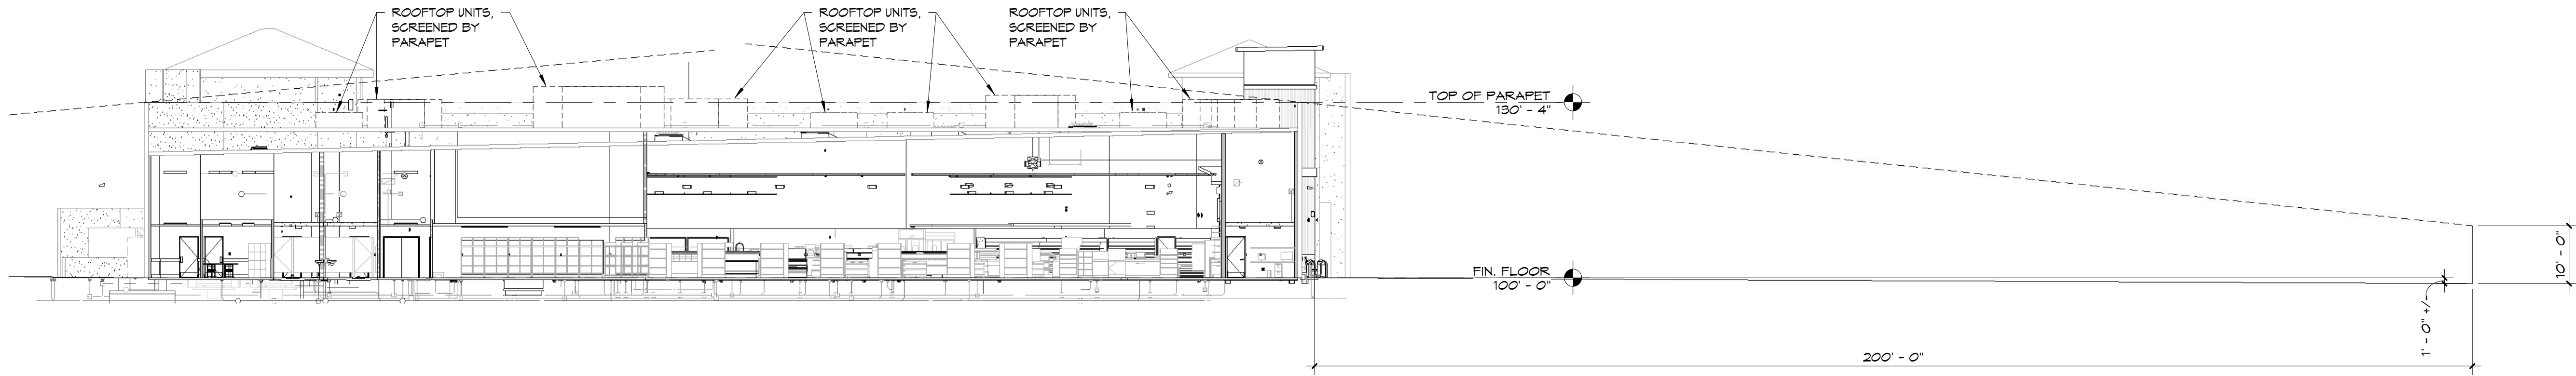 ROOFTOP UNITS,
SCREENED BY
PARAPET
ROOFTOP UNITS,
SCREENED BY
PARAPET
ROOFTOP UNITS,
SCREENED BY
PARAPET
TOP OF PARAPET
130' - 4"
FIN. FLOOR
100' - 0"
10' - 0"
1' - 0" +/-
200' - 0"